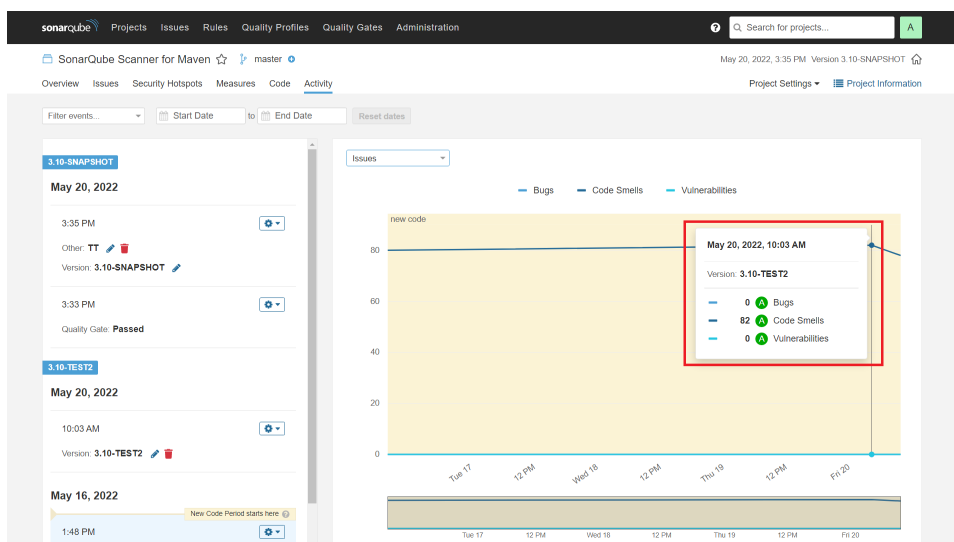 sonarqube Projects Issues Rules Quality Profiles Quality Gates Administration ? Search for projects... A
SonarQube Scanner for Maven master May 20, 2022, 3:35 PM Version 3.10-SNAPSHOT
Overview Issues Security Hotspots Measures Code Activity Project Settings Project Information
Filter events... Start Date to End Date Reset dates
3.10-SNAPSHOT
May 20, 2022
3:35 PM
Other: TT
Version: 3.10-SNAPSHOT
3:33 PM
Quality Gate: Passed
3.10-TEST2
May 20, 2022
10:03 AM
Version: 3.10-TEST2
May 16, 2022
New Code Period starts here ?
1:48 PM
Issues
Bugs Code Smells Vulnerabilities
new code
80
60
40
20
0
May 20, 2022, 10:03 AM
Version: 3.10-TEST2
0 A Bugs
82 A Code Smells
0 A Vulnerabilities
Tue 17 12 PM Wed 18 12 PM Thu 19 12 PM Fri 20
Tue 17 12 PM Wed 18 12 PM Thu 19 12 PM Fri 20